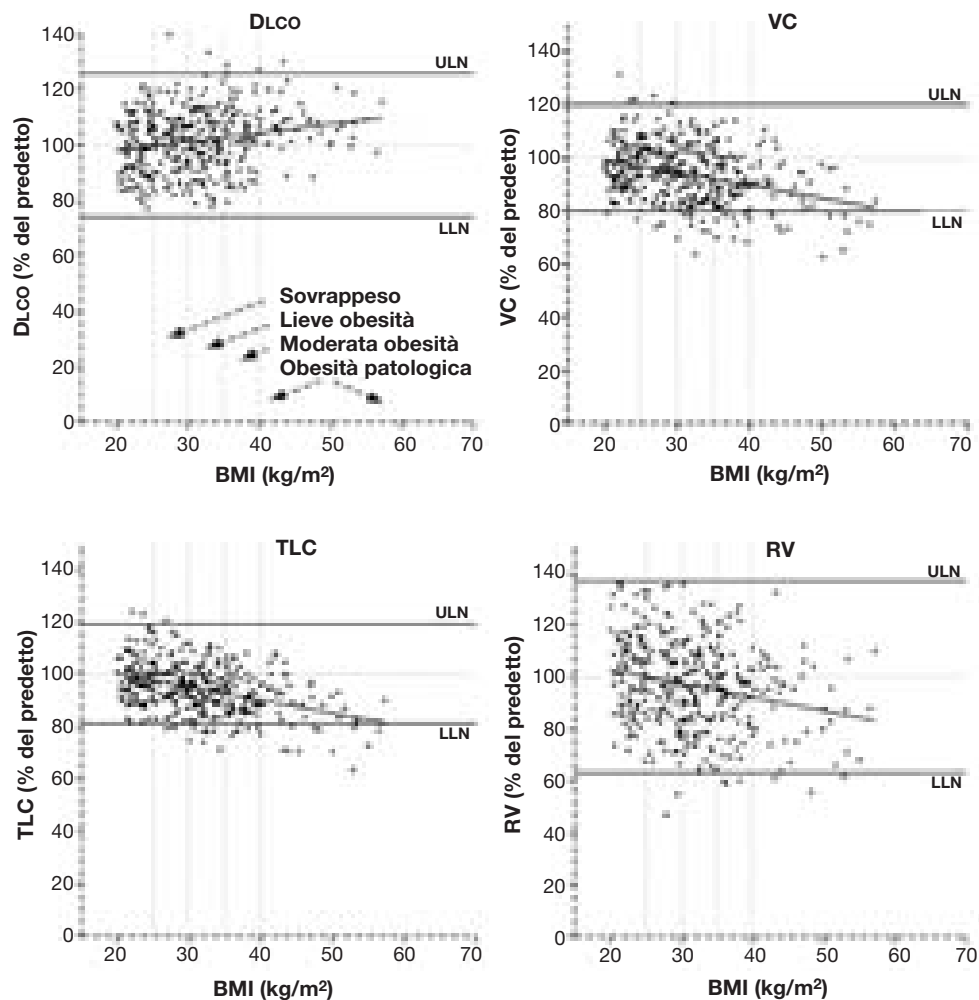 DLCO
140
120
100
80
60
40
20
0
DLCO (% del predetto)
ULN
LLN
Sovrappeso
Lieve obesità
Moderata obesità
Obesità patologica
20 30 40 50 60 70
BMI (kg/m²)
VC
140
120
100
80
60
40
20
0
VC (% del predetto)
ULN
LLN
20 30 40 50 60 70
BMI (kg/m²)
TLC
140
120
100
80
60
40
20
0
TLC (% del predetto)
ULN
LLN
20 30 40 50 60 70
BMI (kg/m²)
RV
140
120
100
80
60
40
20
0
RV (% del predetto)
ULN
LLN
20 30 40 50 60 70
BMI (kg/m²)